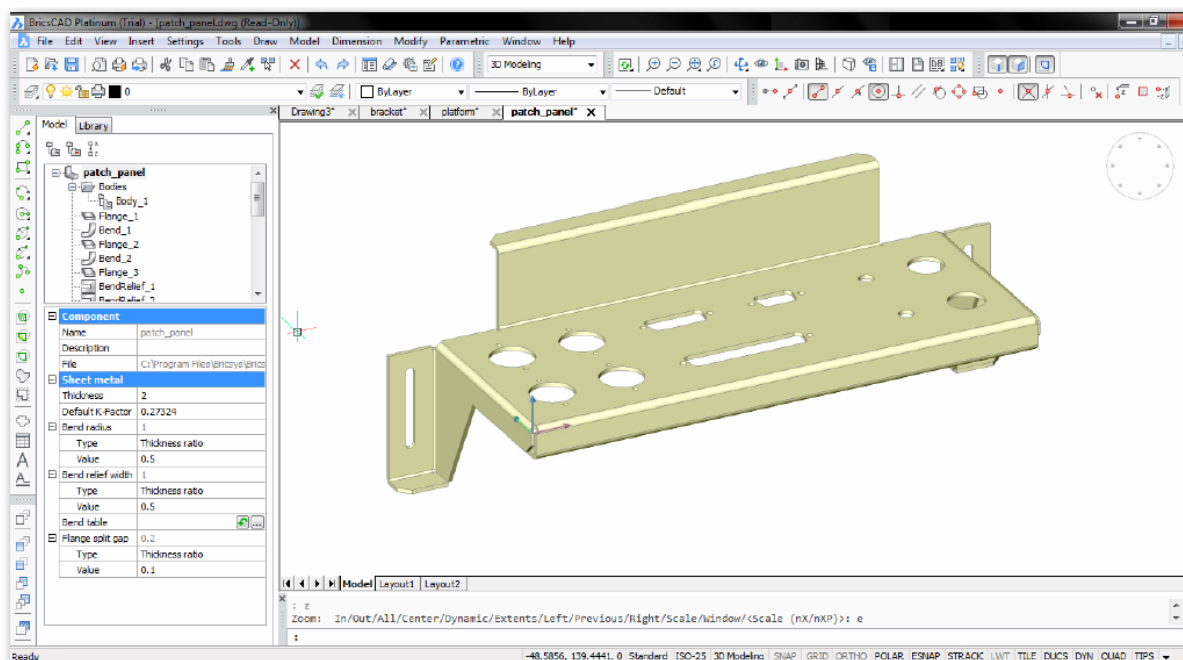 BricsCAD Platinum (Trial) - [patch_panel.dwg (Read-Only)]
File Edit View Insert Settings Tools Draw Model Dimension Modify Parametric Window Help
3D Modeling
0 ByLayer ByLayer Default
Drawing3* bracket* platform* patch_panel* X
Model Library
patch_panel
Bodies
Body_1
Flange_1
Bend_1
Flange_2
Bend_2
Flange_3
BendRelief_1
BendRelief_2
Component
Name patch_panel
Description
File C:\Program Files\Bricsys\Brics
Sheet metal
Thickness 2
Default K-Factor 0.27324
Bend radius 1
Type Thickness ratio
Value 0.5
Bend relief width 1
Type Thickness ratio
Value 0.5
Bend table
Flange split gap 0.2
Type Thickness ratio
Value 0.1
Model Layout1 Layout2
: z
Zoom: In/Out/All/Center/Dynamic/Extents/Left/Previous/Right/Scale/Window/<Scale (nX/nXP)>: e
:
Ready -48.5856, 139.4441, 0 Standard ISO-25 3D Modeling SNAP GRID ORTHO POLAR ESNAP STRACK LWT TILE DUCS DYN QUAD TIPS